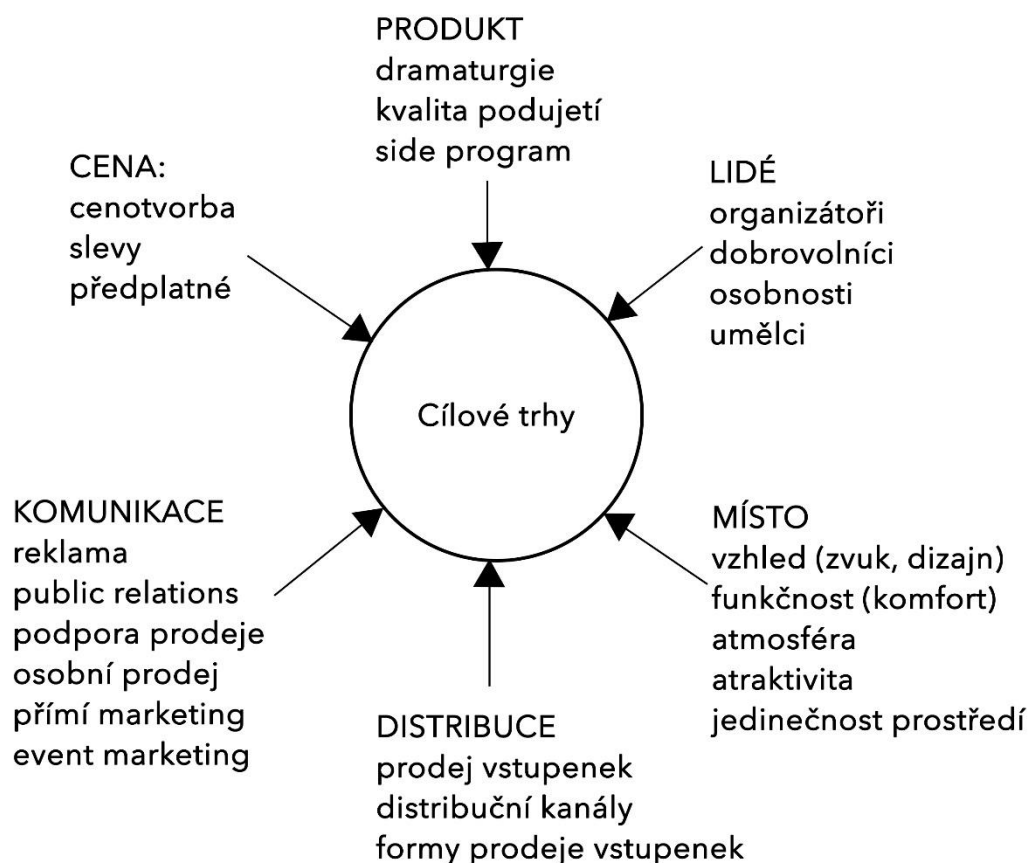 PRODUKT
dramaturgie
kvalita podujetí
side program
CENA:
cenotvorba
slevy
předplatné
LIDÉ
organizátoři
dobrovolníci
osobnosti
umělci
Cílové trhy
KOMUNIKACE
reklama
public relations
podpora prodeje
osobní prodej
přímí marketing
event marketing
MÍSTO
vzhled (zvuk, dizajn)
funkčnost (komfort)
atmosféra
atraktivita
jedinečnost prostředí
DISTRIBUCE
prodej vstupenek
distribuční kanály
formy prodeje vstupenek